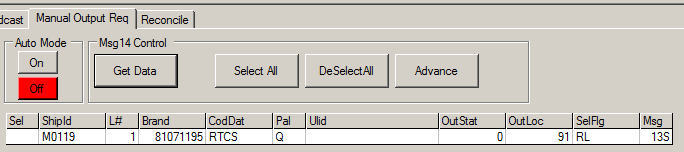 dcast Manual Output Req Reconcile
Auto Mode Msg14 Control
On
Off
Get Data Select All DeSelectAll Advance
Sel ShipId L# Brand CodDat Pal Ulid OutStat OutLoc SelFlg Msg
M0119 1 81071195 RTCS Q 0 91 RL 13S